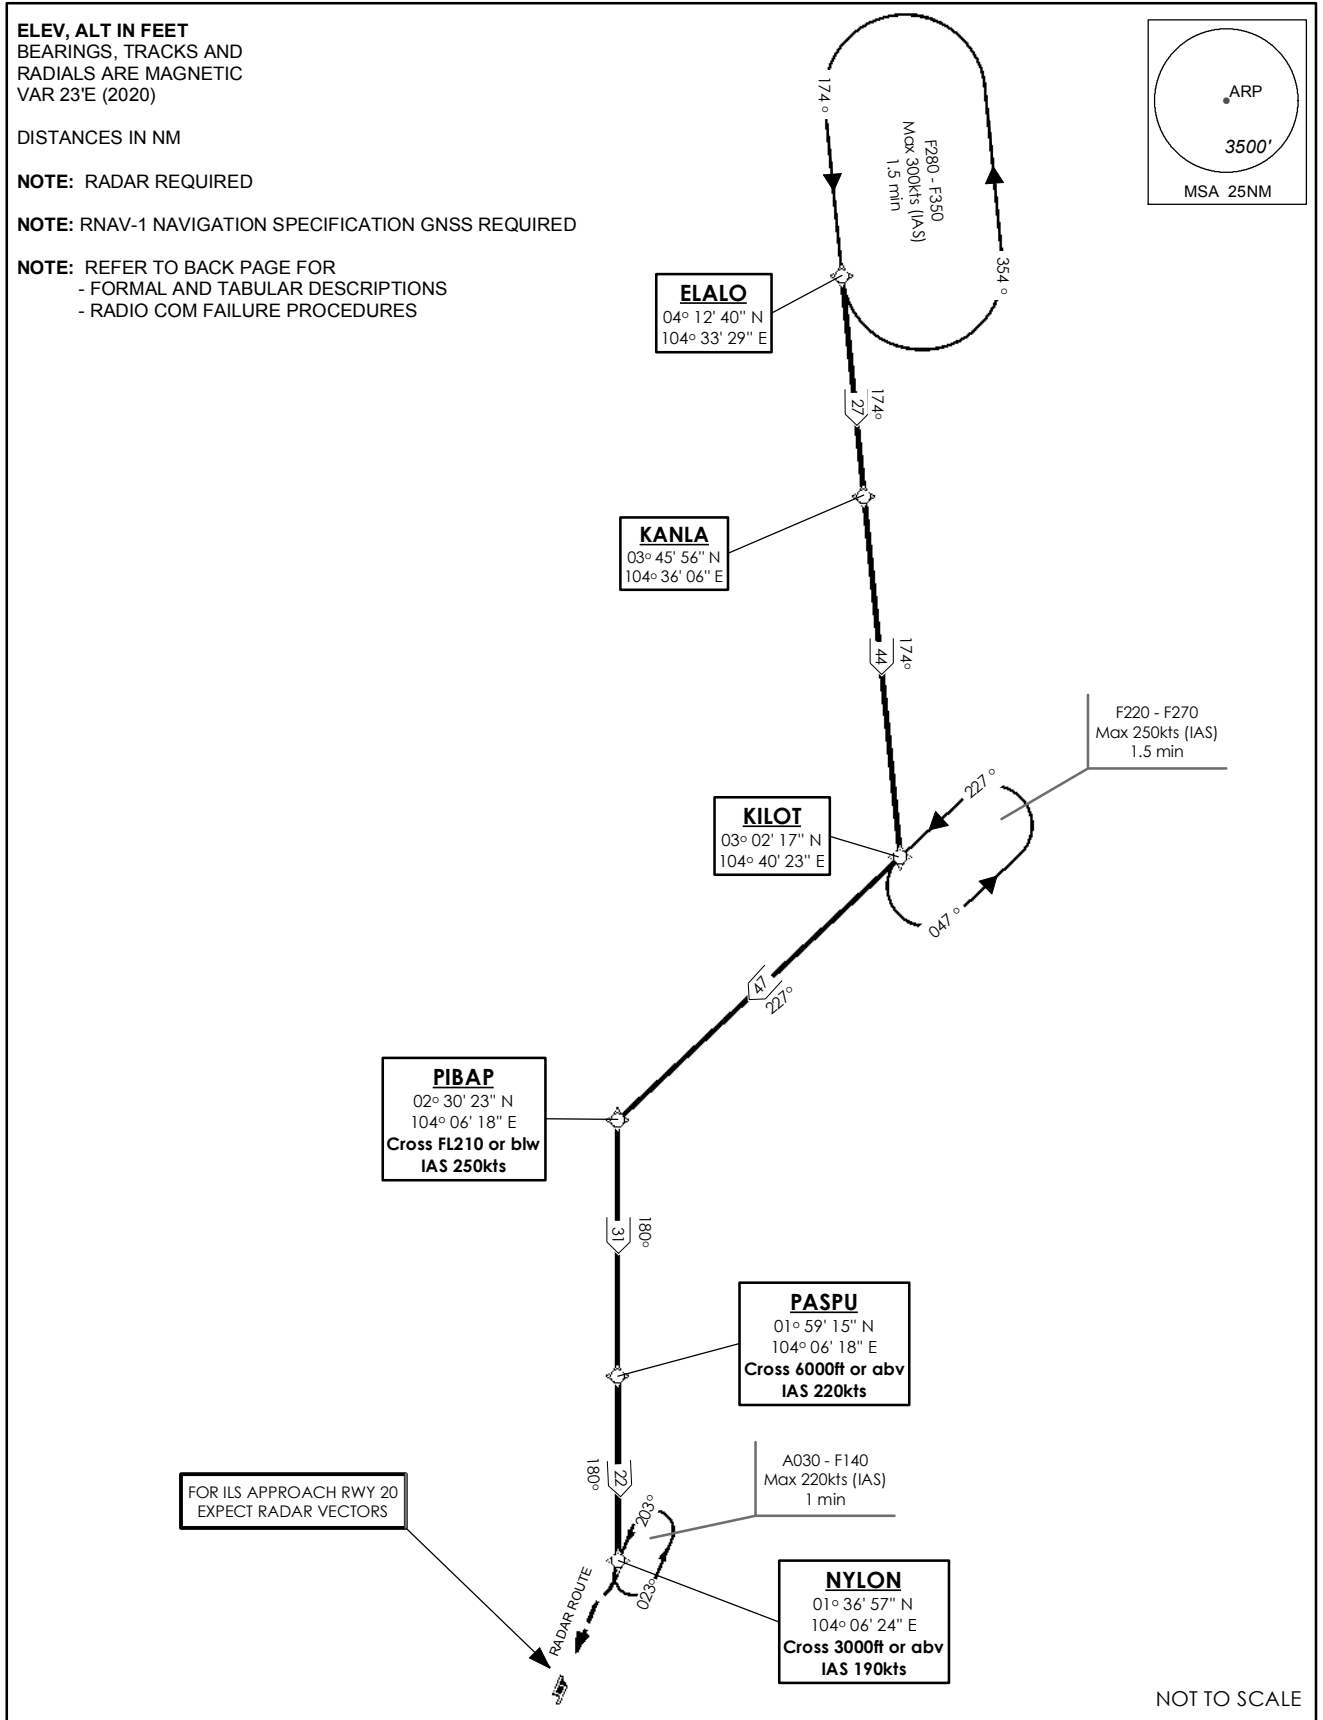 ELEV, ALT IN FEET
BEARINGS, TRACKS AND
RADIALS ARE MAGNETIC
VAR 23'E (2020)
DISTANCES IN NM
NOTE: RADAR REQUIRED
NOTE: RNAV-1 NAVIGATION SPECIFICATION GNSS REQUIRED
NOTE: REFER TO BACK PAGE FOR
- FORMAL AND TABULAR DESCRIPTIONS
- RADIO COM FAILURE PROCEDURES
ARP
3500'
MSA 25NM
174°
F280 - F350
Max 300kts (IAS)
1.5 min
354°
ELALO
04° 12' 40" N
104° 33' 29" E
27
174°
KANLA
03° 45' 56" N
104° 36' 06" E
44
174°
F220 - F270
Max 250kts (IAS)
1.5 min
227°
047°
KILOT
03° 02' 17" N
104° 40' 23" E
47
227°
PIBAP
02° 30' 23" N
104° 06' 18" E
Cross FL210 or blw
IAS 250kts
31
180°
PASPU
01° 59' 15" N
104° 06' 18" E
Cross 6000ft or abv
IAS 220kts
22
180°
A030 - F140
Max 220kts (IAS)
1 min
203°
023°
FOR ILS APPROACH RWY 20
EXPECT RADAR VECTORS
RADAR ROUTE
NYLON
01° 36' 57" N
104° 06' 24" E
Cross 3000ft or abv
IAS 190kts
NOT TO SCALE